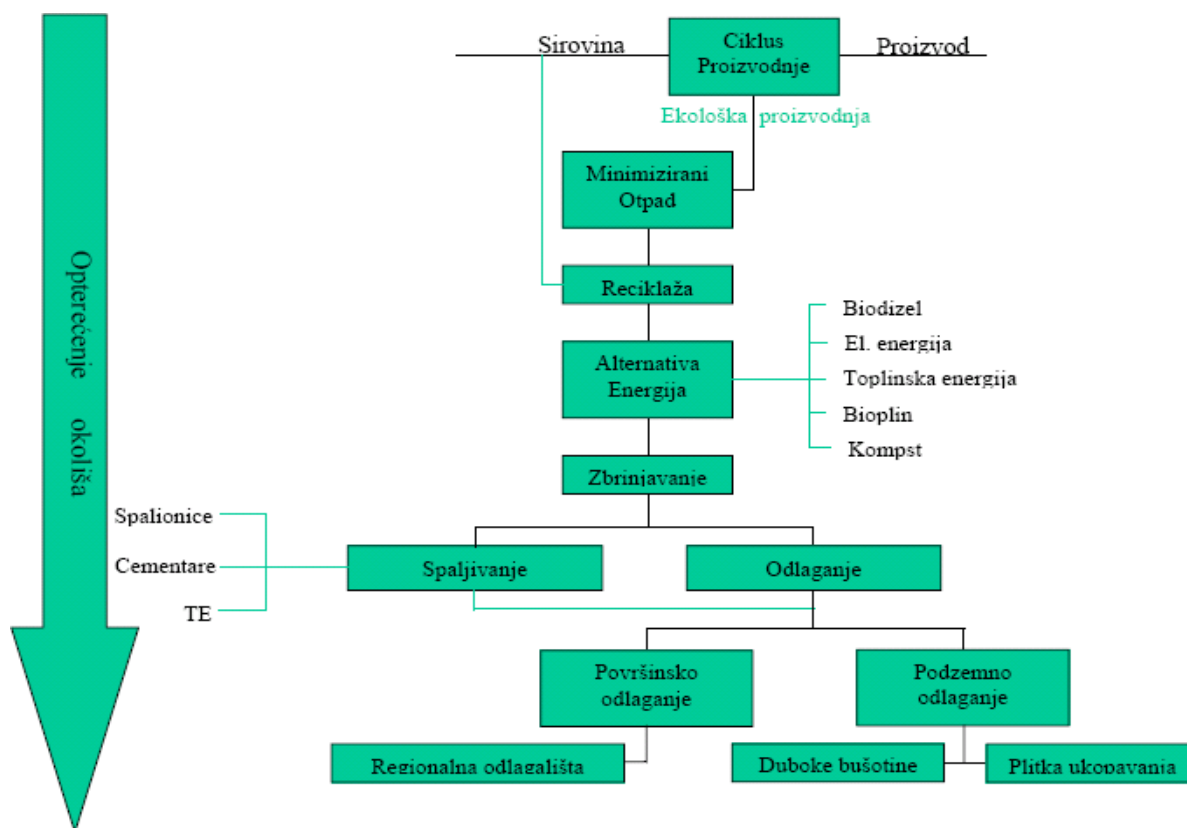 Sirovina
Ciklus
Proizvodnje
Proizvod
Ekološka proizvodnja
Minimizirani
Otpad
Opterećenje okoliša
Reciklaža
Alternativa
Energija
Biodizel
El. energija
Toplinska energija
Bioplin
Kompst
Zbrinjavanje
Spalionice
Cementare
TE
Spaljivanje
Odlaganje
Površinsko
odlaganje
Podzemno
odlaganje
Regionalna odlagališta
Duboke bušotine
Plitka ukopavanja